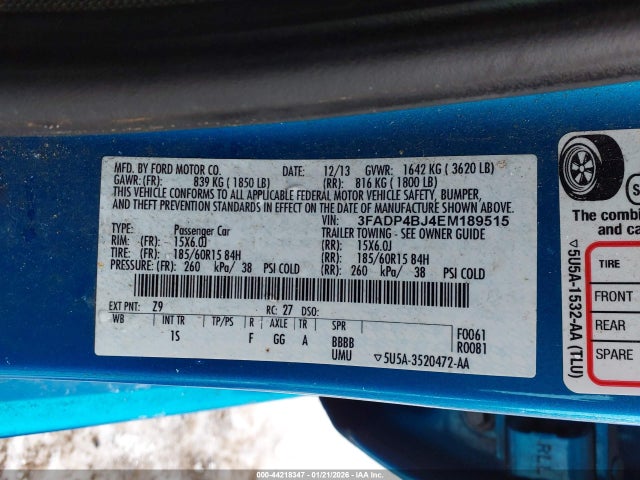 MFD. BY FORD MOTOR CO. DATE: 12/13 GVWR: 1642 KG ( 3620 LB)
GAWR: (FR): 839 KG ( 1850 LB) (RR): 816 KG ( 1800 LB)
THIS VEHICLE CONFORMS TO ALL APPLICABLE FEDERAL MOTOR VEHICLE SAFETY, BUMPER,
AND THEFT PREVENTION STANDARDS IN EFFECT ON THE DATE OF MANUFACTURE SHOWN ABOVE.
VIN: 3FADP4BJ4EM189515
TYPE: Passenger Car TRAILER TOWING - SEE OWNER GUIDE
RIM: (FR): 15X6.0J (RR): 15X6.0J
TIRE: (FR): 185/60R15 84H (RR): 185/60R15 84H
PRESSURE: (FR): 260 kPa/ 38 PSI COLD (RR): 260 kPa/ 38 PSI COLD
EXT PNT: Z9 RC: 27 DSO:
WB INT TR TP/PS R AXLE TR SPR F0061
1S F GG A BBBB R0081
UMU ▽5U5A-3520472-AA
▽5U5A-1532-AA (TLU)
The combin
exced
TIRE
FRONT
REAR
SPARE
000-44218347 - 01/21/2026 - IAA Inc.